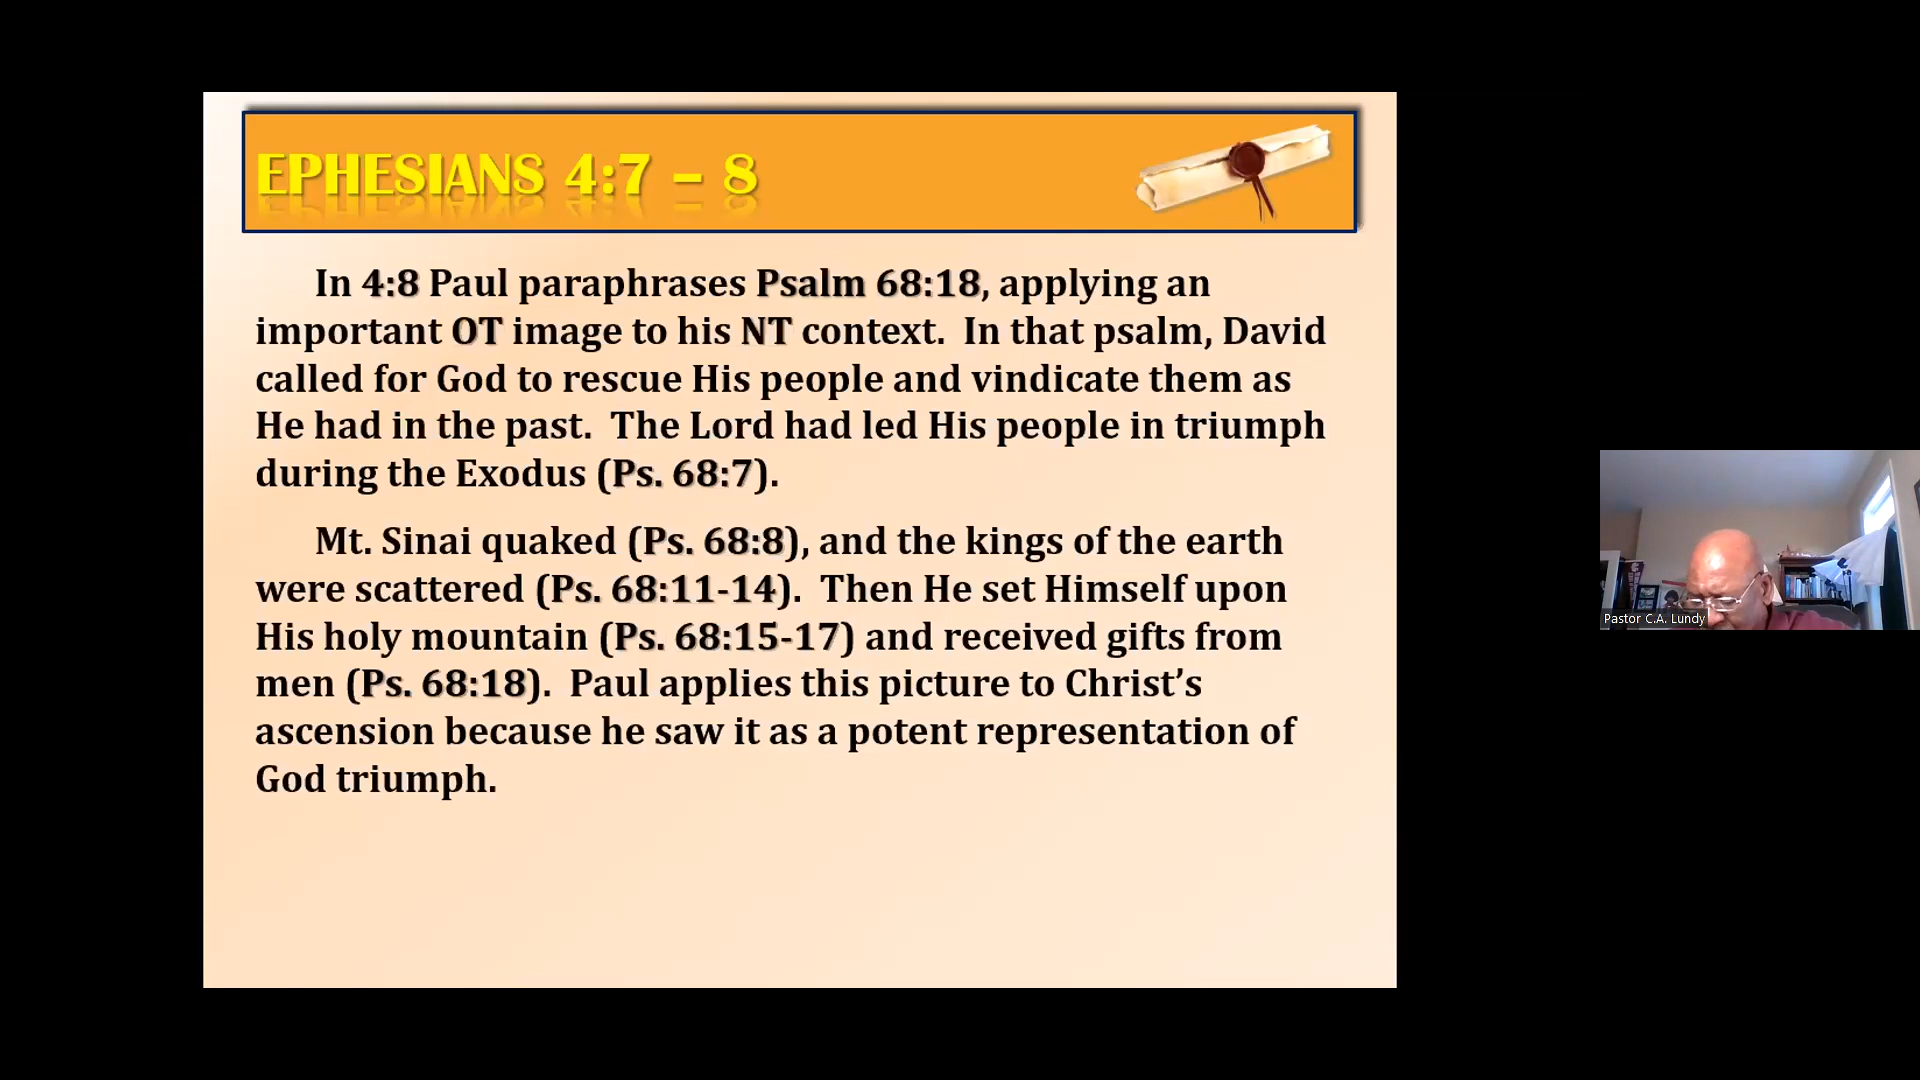 EPHESIANS 4:7 – 8
In 4:8 Paul paraphrases Psalm 68:18, applying an
important OT image to his NT context. In that psalm, David
called for God to rescue His people and vindicate them as
He had in the past. The Lord had led His people in triumph
during the Exodus (Ps. 68:7).
Mt. Sinai quaked (Ps. 68:8), and the kings of the earth
were scattered (Ps. 68:11-14). Then He set Himself upon
His holy mountain (Ps. 68:15-17) and received gifts from
men (Ps. 68:18). Paul applies this picture to Christ’s
ascension because he saw it as a potent representation of
God triumph.
Pastor C.A. Lundy